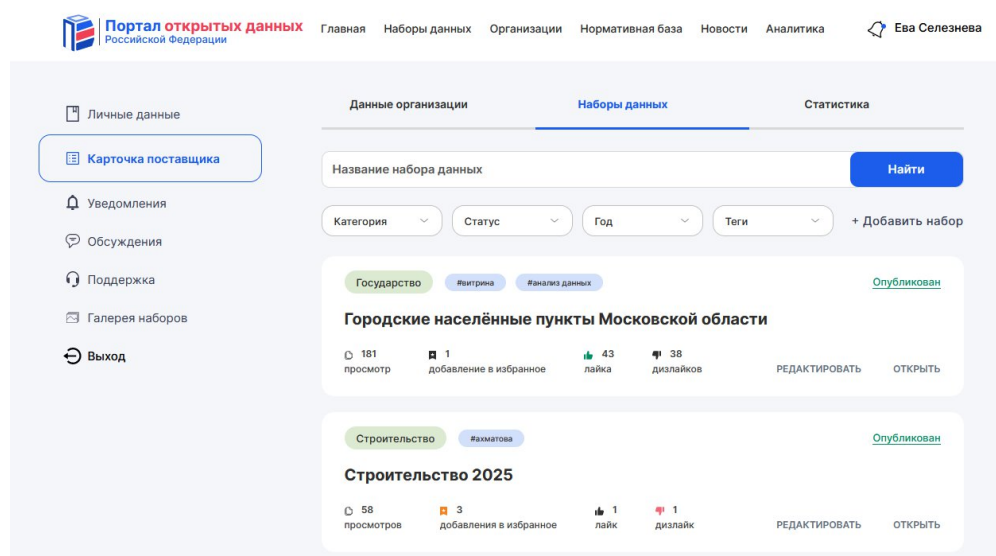 Портал открытых данных
Российской Федерации
Главная Наборы данных Организации Нормативная база Новости Аналитика Ева Селезнева
Личные данные
Карточка поставщика
Уведомления
Обсуждения
Поддержка
Галерея наборов
Выход
Данные организации Наборы данных Статистика
Название набора данных Найти
Категория Статус Год Теги + Добавить набор
Государство #витрина #анализ данных Опубликован
Городские населённые пункты Московской области
181 1 43 38
просмотр добавление в избранное лайка дизлайков РЕДАКТИРОВАТЬ ОТКРЫТЬ
Строительство #ахматова Опубликован
Строительство 2025
58 3 1 1
просмотров добавления в избранное лайк дизлайк РЕДАКТИРОВАТЬ ОТКРЫТЬ